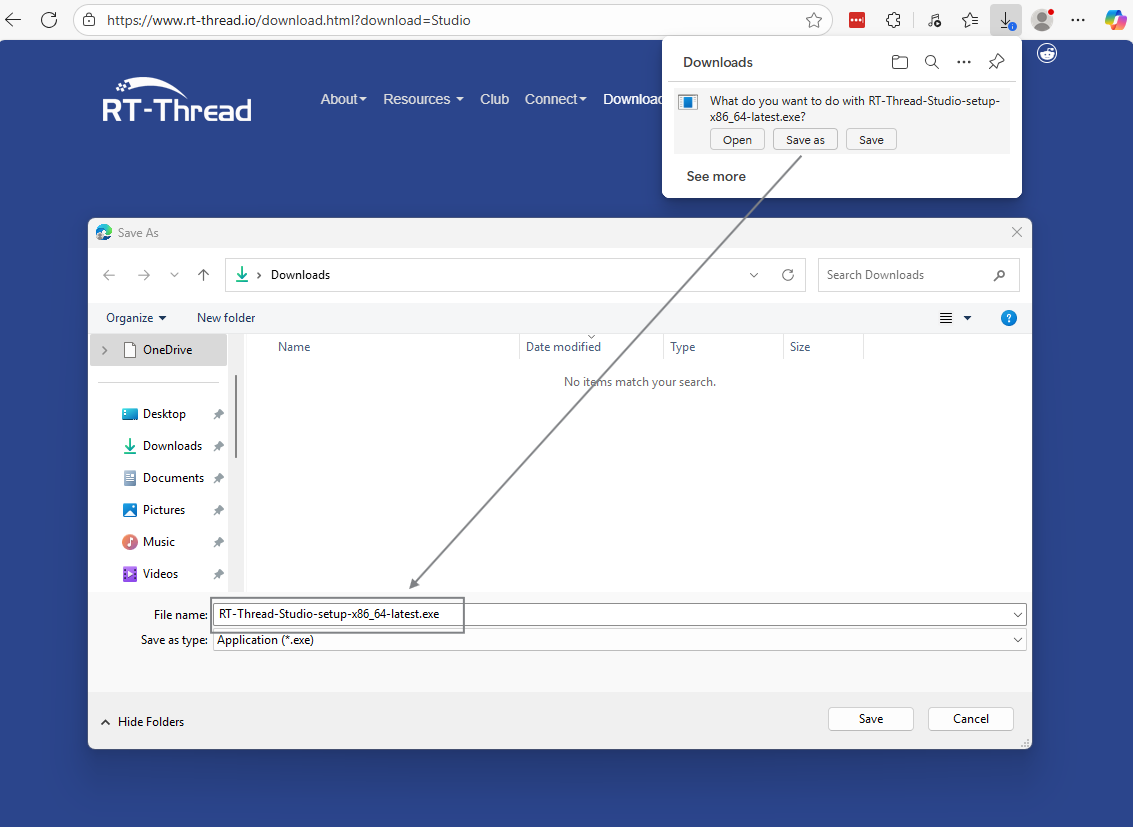 https://www.rt-thread.io/download.html?download=Studio
Downloads
What do you want to do with RT-Thread-Studio-setup-
x86_64-latest.exe?
Open Save as Save
See more
RT-Thread
About Resources Club Connect Download
Save As
Downloads
Search Downloads
Organize New folder
?
OneDrive
Name Date modified Type Size
No items match your search.
Desktop
Downloads
Documents
Pictures
Music
Videos
File name: RT-Thread-Studio-setup-x86_64-latest.exe
Save as type: Application (*.exe)
Hide Folders
Save Cancel